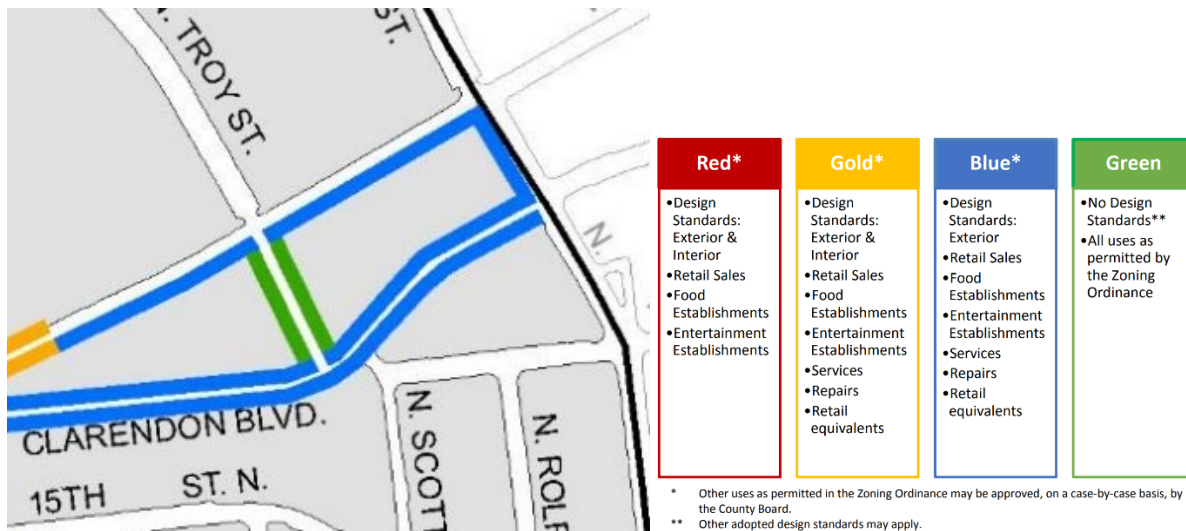 N. TROY ST.
ST.
N.
CLARENDON BLVD.
15TH ST. N.
N. SCOTT
N. ROLF
Red*
•Design
Standards:
Exterior &
Interior
•Retail Sales
•Food
Establishments
•Entertainment
Establishments
Gold*
•Design
Standards:
Exterior &
Interior
•Retail Sales
•Food
Establishments
•Entertainment
Establishments
•Services
•Repairs
•Retail
equivalents
Blue*
•Design
Standards:
Exterior
•Retail Sales
•Food
Establishments
•Entertainment
Establishments
•Services
•Repairs
•Retail
equivalents
Green
•No Design
Standards**
•All uses as
permitted by
the Zoning
Ordinance
* Other uses as permitted in the Zoning Ordinance may be approved, on a case-by-case basis, by
the County Board.
** Other adopted design standards may apply.